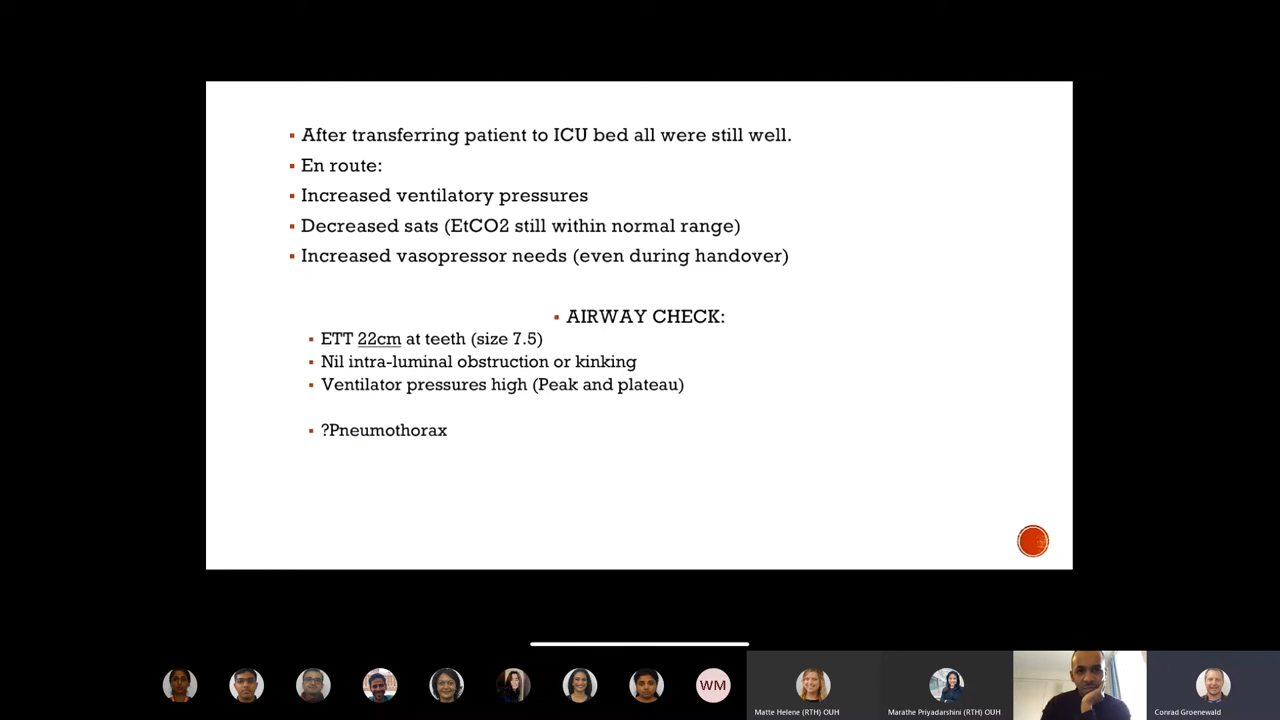 After transferring patient to ICU bed all were still well.
En route:
Increased ventilatory pressures
Decreased sats (EtCO2 still within normal range)
Increased vasopressor needs (even during handover)
AIRWAY CHECK:
ETT 22cm at teeth (size 7.5)
Nil intra-luminal obstruction or kinking
Ventilator pressures high (Peak and plateau)
?Pneumothorax
WM
Matte Helene (RTH) OUH
Marathe Priyadarshini (RTH) OUH
Conrad Groenewald